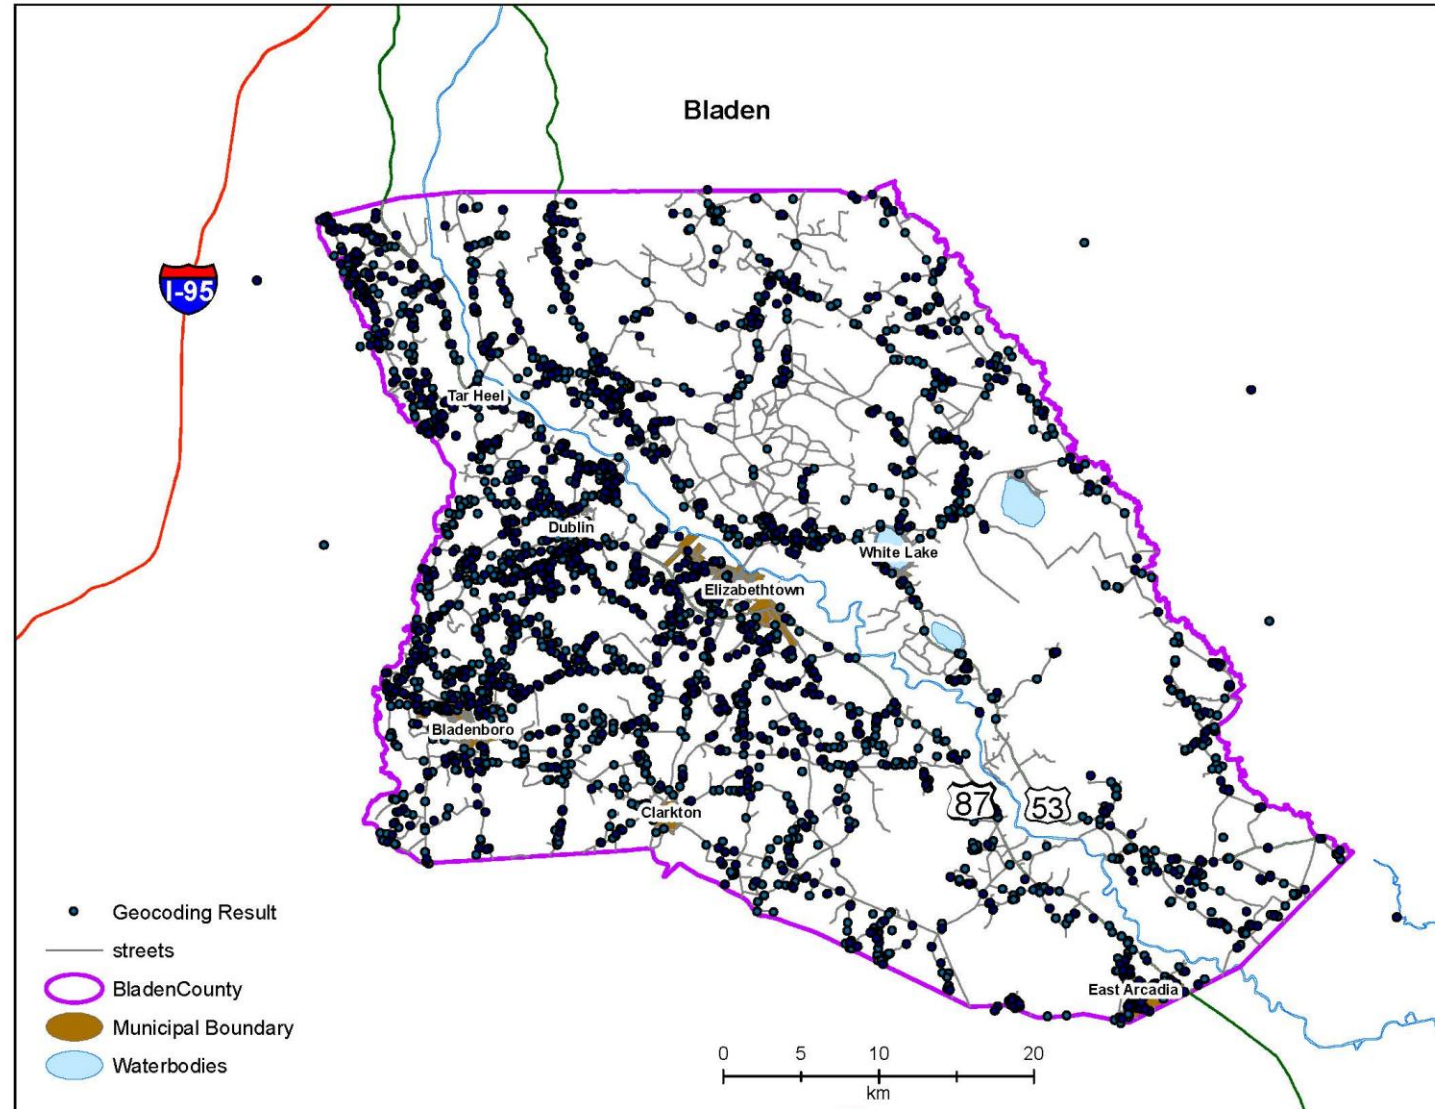 Bladen
I-95
Tar Heel
Dublin
White Lake
Elizabethtown
Bladenboro
87
53
Clarkton
East Arcadia
Geocoding Result
streets
BladenCounty
Municipal Boundary
Waterbodies
0 5 10 20
km